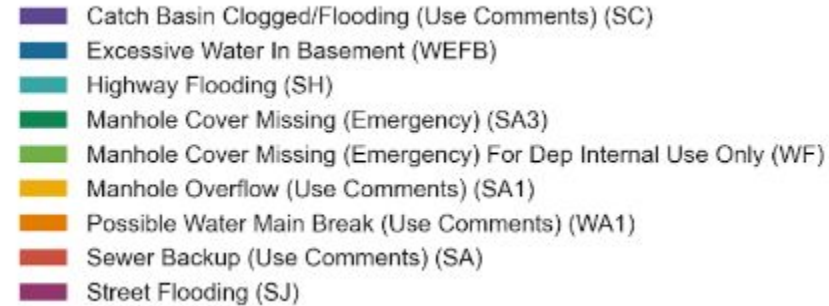 Catch Basin Clogged/Flooding (Use Comments) (SC)
Excessive Water In Basement (WEFB)
Highway Flooding (SH)
Manhole Cover Missing (Emergency) (SA3)
Manhole Cover Missing (Emergency) For Dep Internal Use Only (WF)
Manhole Overflow (Use Comments) (SA1)
Possible Water Main Break (Use Comments) (WA1)
Sewer Backup (Use Comments) (SA)
Street Flooding (SJ)